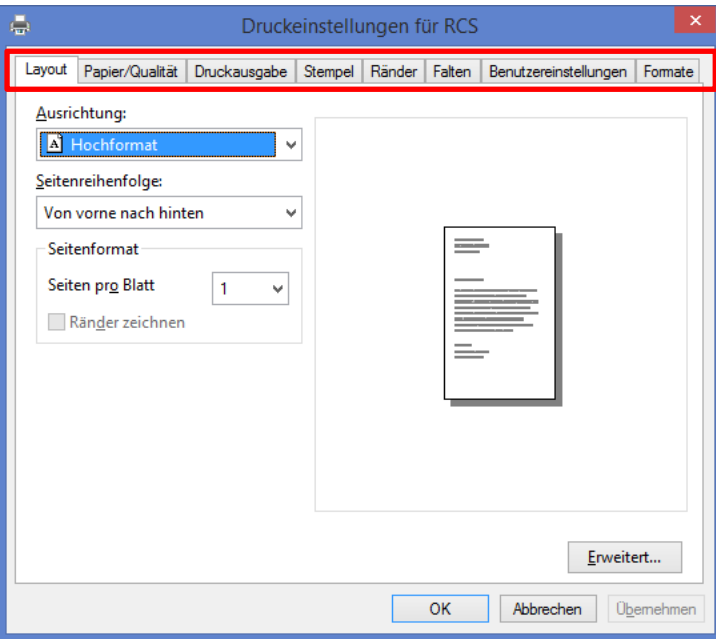 Druckeinstellungen für RCS
Layout Papier/Qualität Druckausgabe Stempel Ränder Falten Benutzereinstellungen Formate
Ausrichtung:
A Hochformat
Seitenreihenfolge:
Von vorne nach hinten
Seitenformat
Seiten pro Blatt 1
Ränder zeichnen
Erweitert...
OK Abbrechen Übernehmen